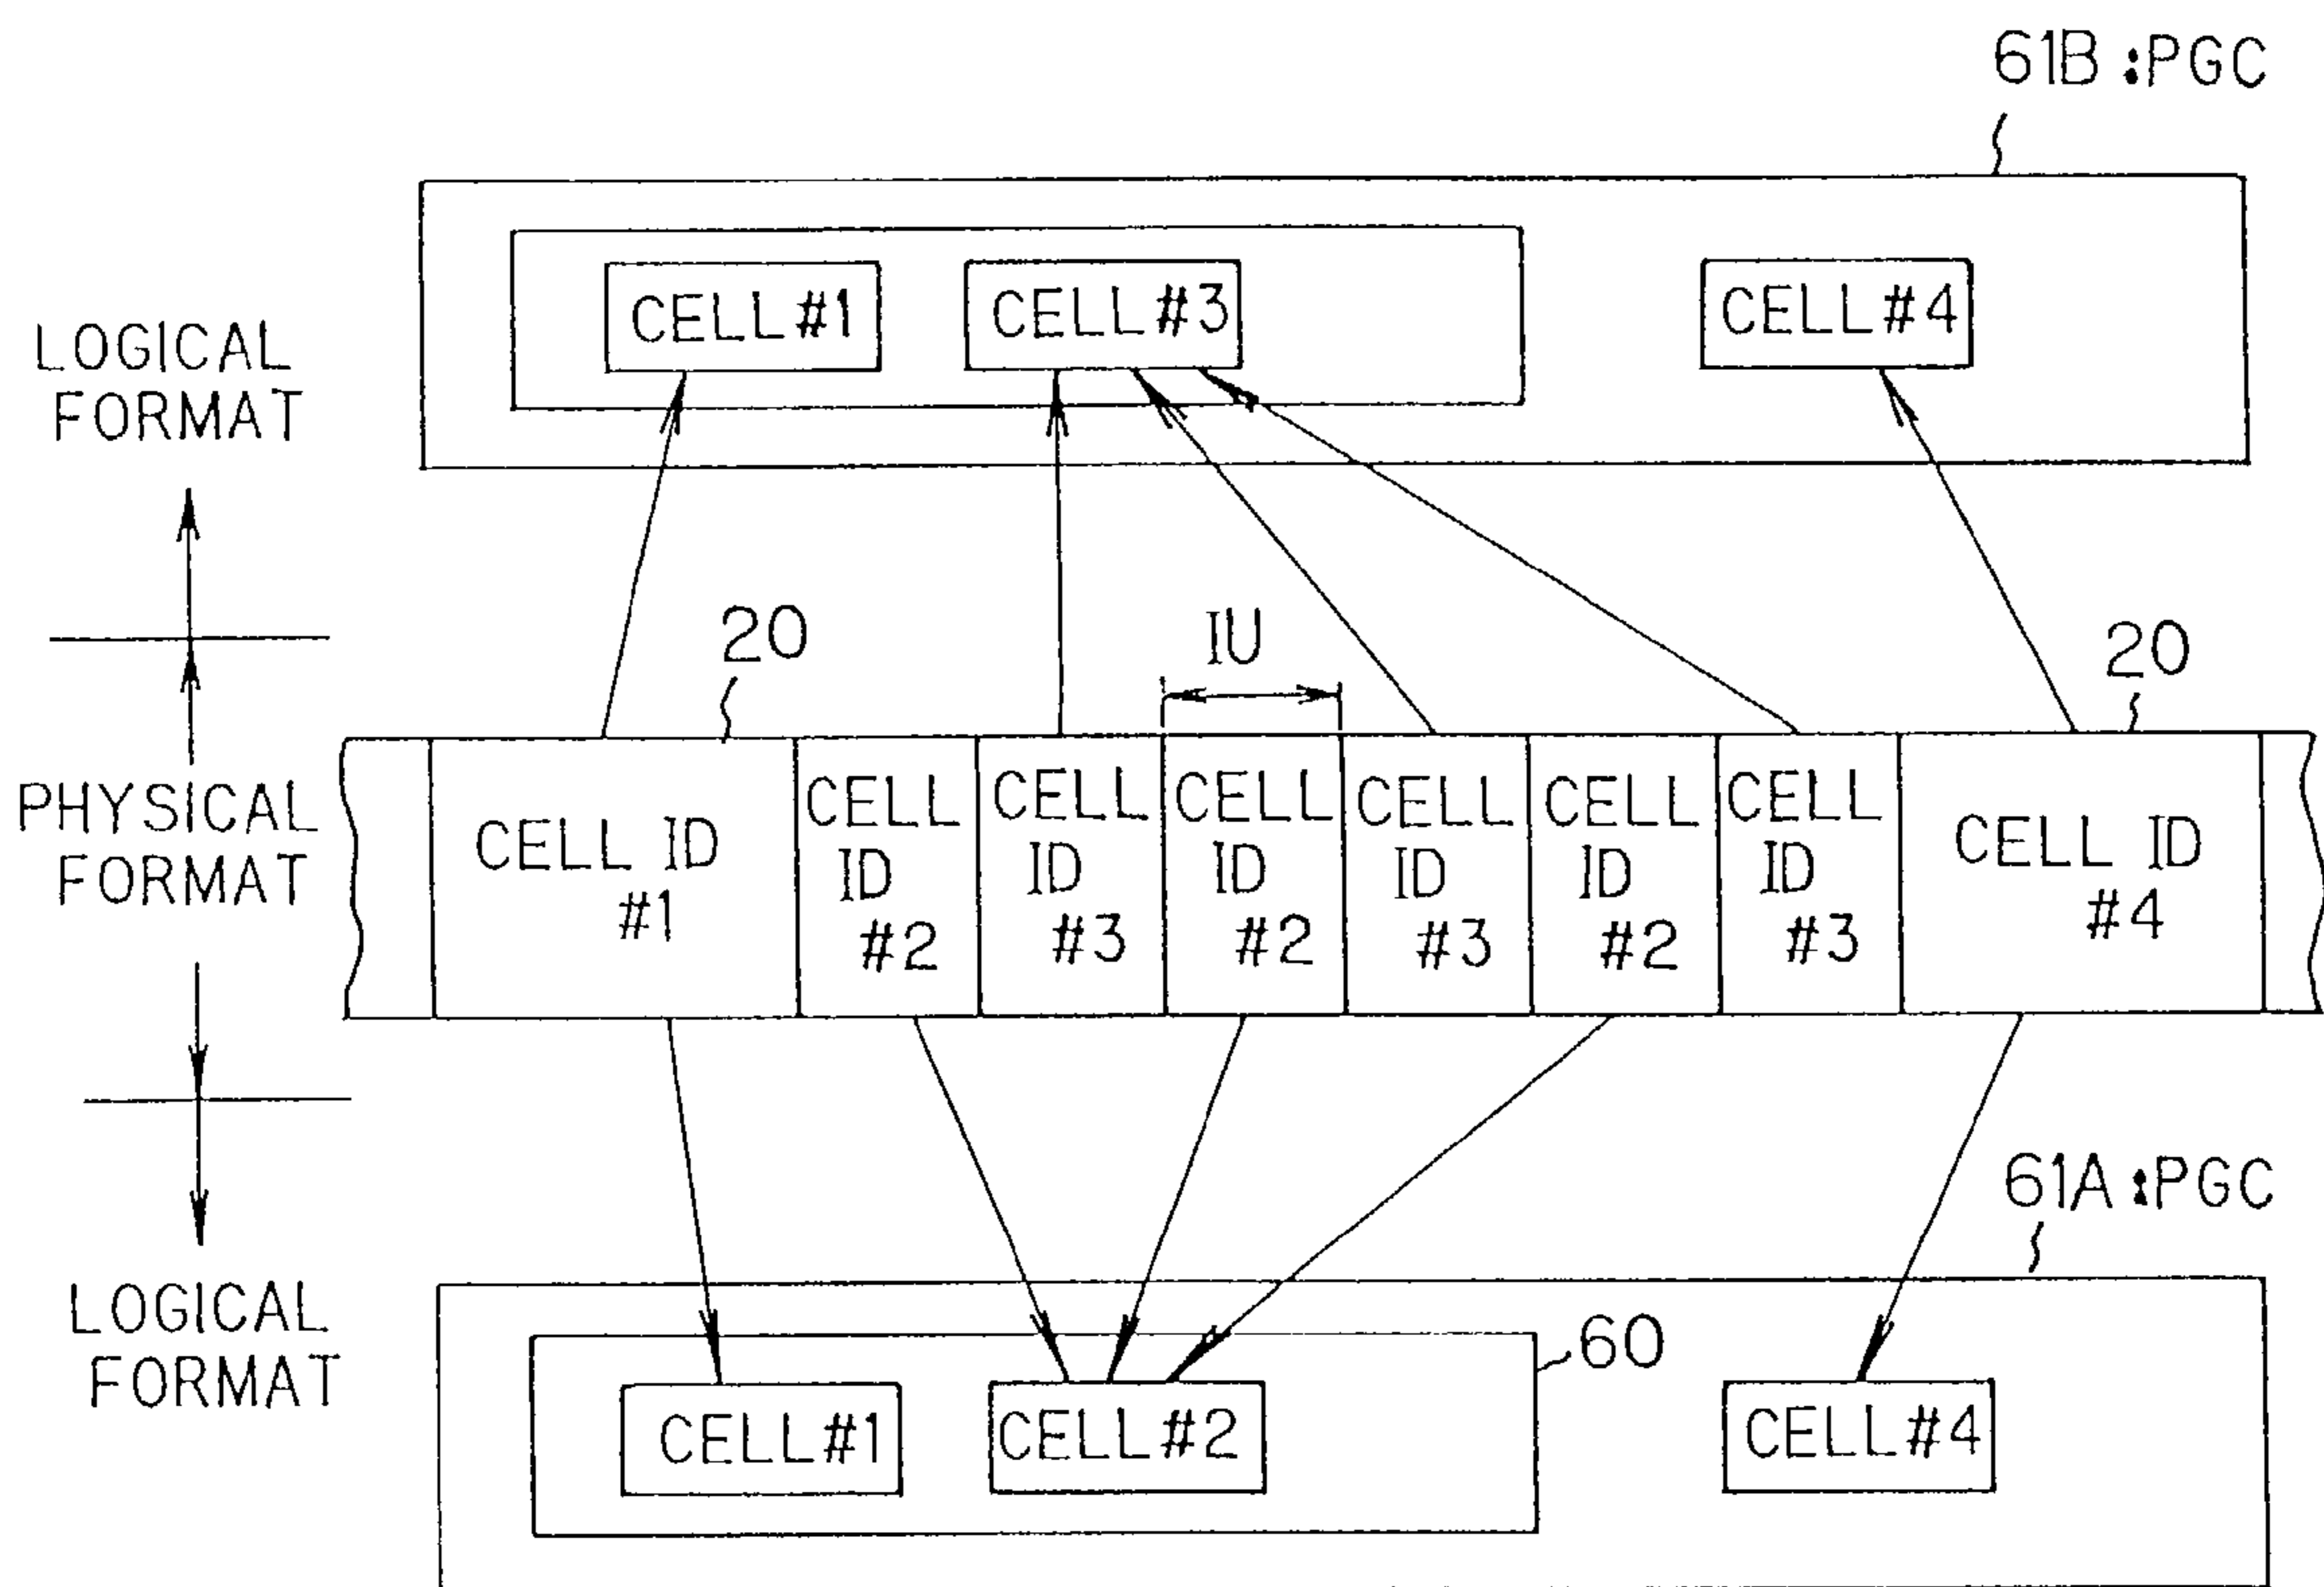 61B :PGC
CELL #1
CELL #3
CELL #4
LOGICAL
FORMAT
20
IU
20
PHYSICAL
FORMAT
CELL ID
#1
CELL
ID
#2
CELL
ID
#3
CELL
ID
#2
CELL
ID
#3
CELL
ID
#2
CELL
ID
#3
CELL ID
#4
61A :PGC
LOGICAL
FORMAT
60
CELL #1
CELL #2
CELL #4